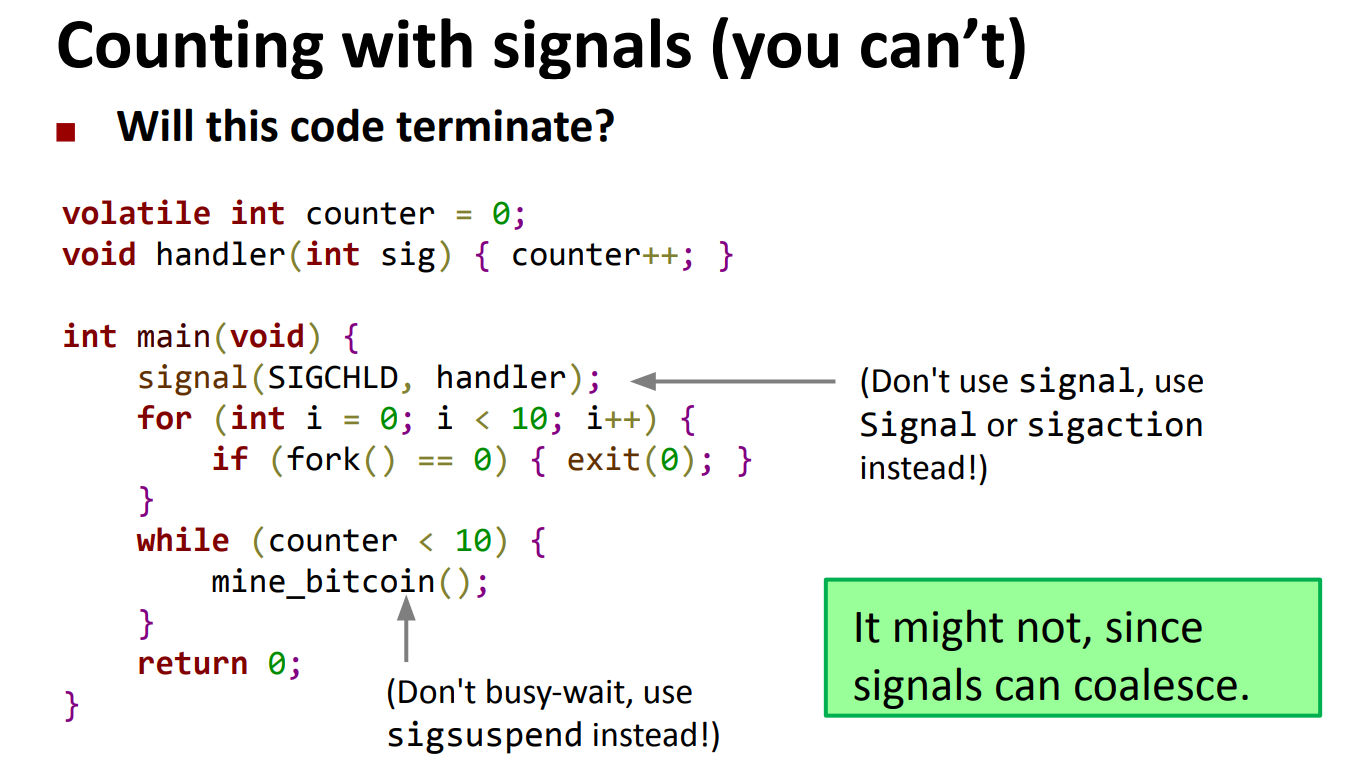 Counting with signals (you can’t)
Will this code terminate?
volatile int counter = 0;
void handler(int sig) { counter++; }
int main(void) {
    signal(SIGCHLD, handler);
(Don't use signal, use
Signal or sigaction
instead!)
    for (int i = 0; i < 10; i++) {
        if (fork() == 0) { exit(0); }
    }
    while (counter < 10) {
        mine_bitcoin();
    }
    return 0;
}
(Don't busy-wait, use
sigsuspend instead!)
It might not, since
signals can coalesce.